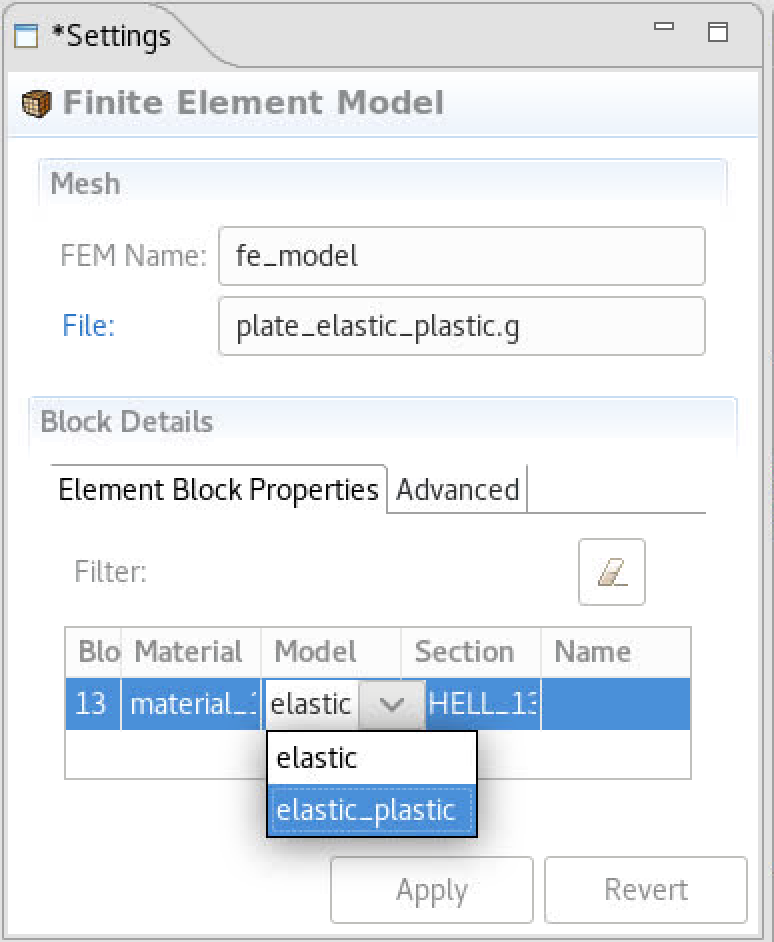 *Settings
Finite Element Model
Mesh
FEM Name: fe_model
File: plate_elastic_plastic.g
Block Details
Element Block Properties Advanced
Filter:
Blo Material Model Section Name
13 material_ elastic HELL_13
elastic
elastic_plastic
Apply Revert